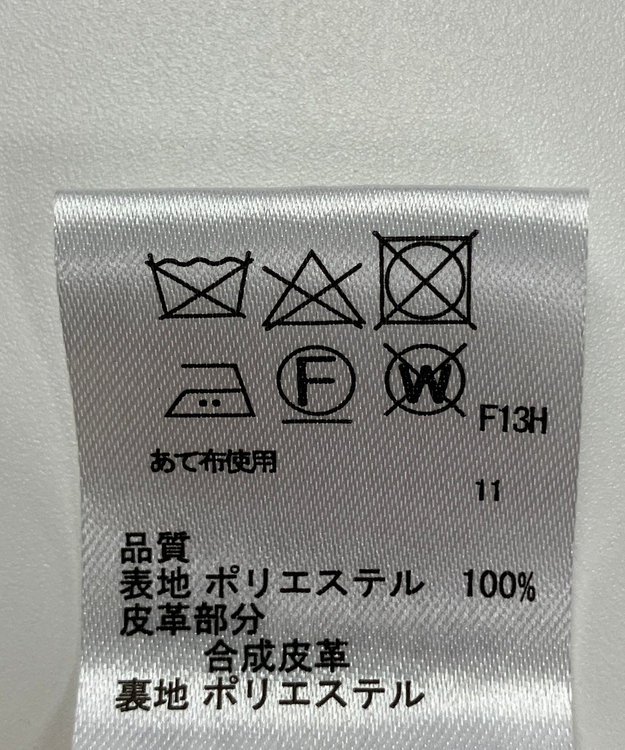 F
W
F13H
あて布使用
11
品質
表地 ポリエステル 100%
皮革部分
合成皮革
裏地 ポリエステル